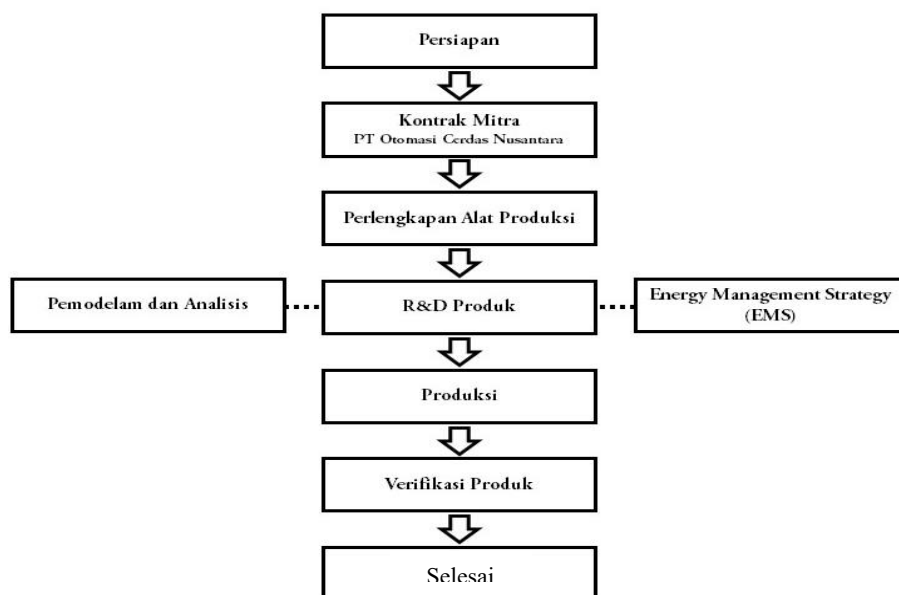 Persiapan
Kontrak Mitra
PT Otomasi Cerdas Nusantara
Perlengkapan Alat Produksi
Pemodelam dan Analisis
R&D Produk
Energy Management Strategy
(EMS)
Produksi
Verifikasi Produk
Selesai